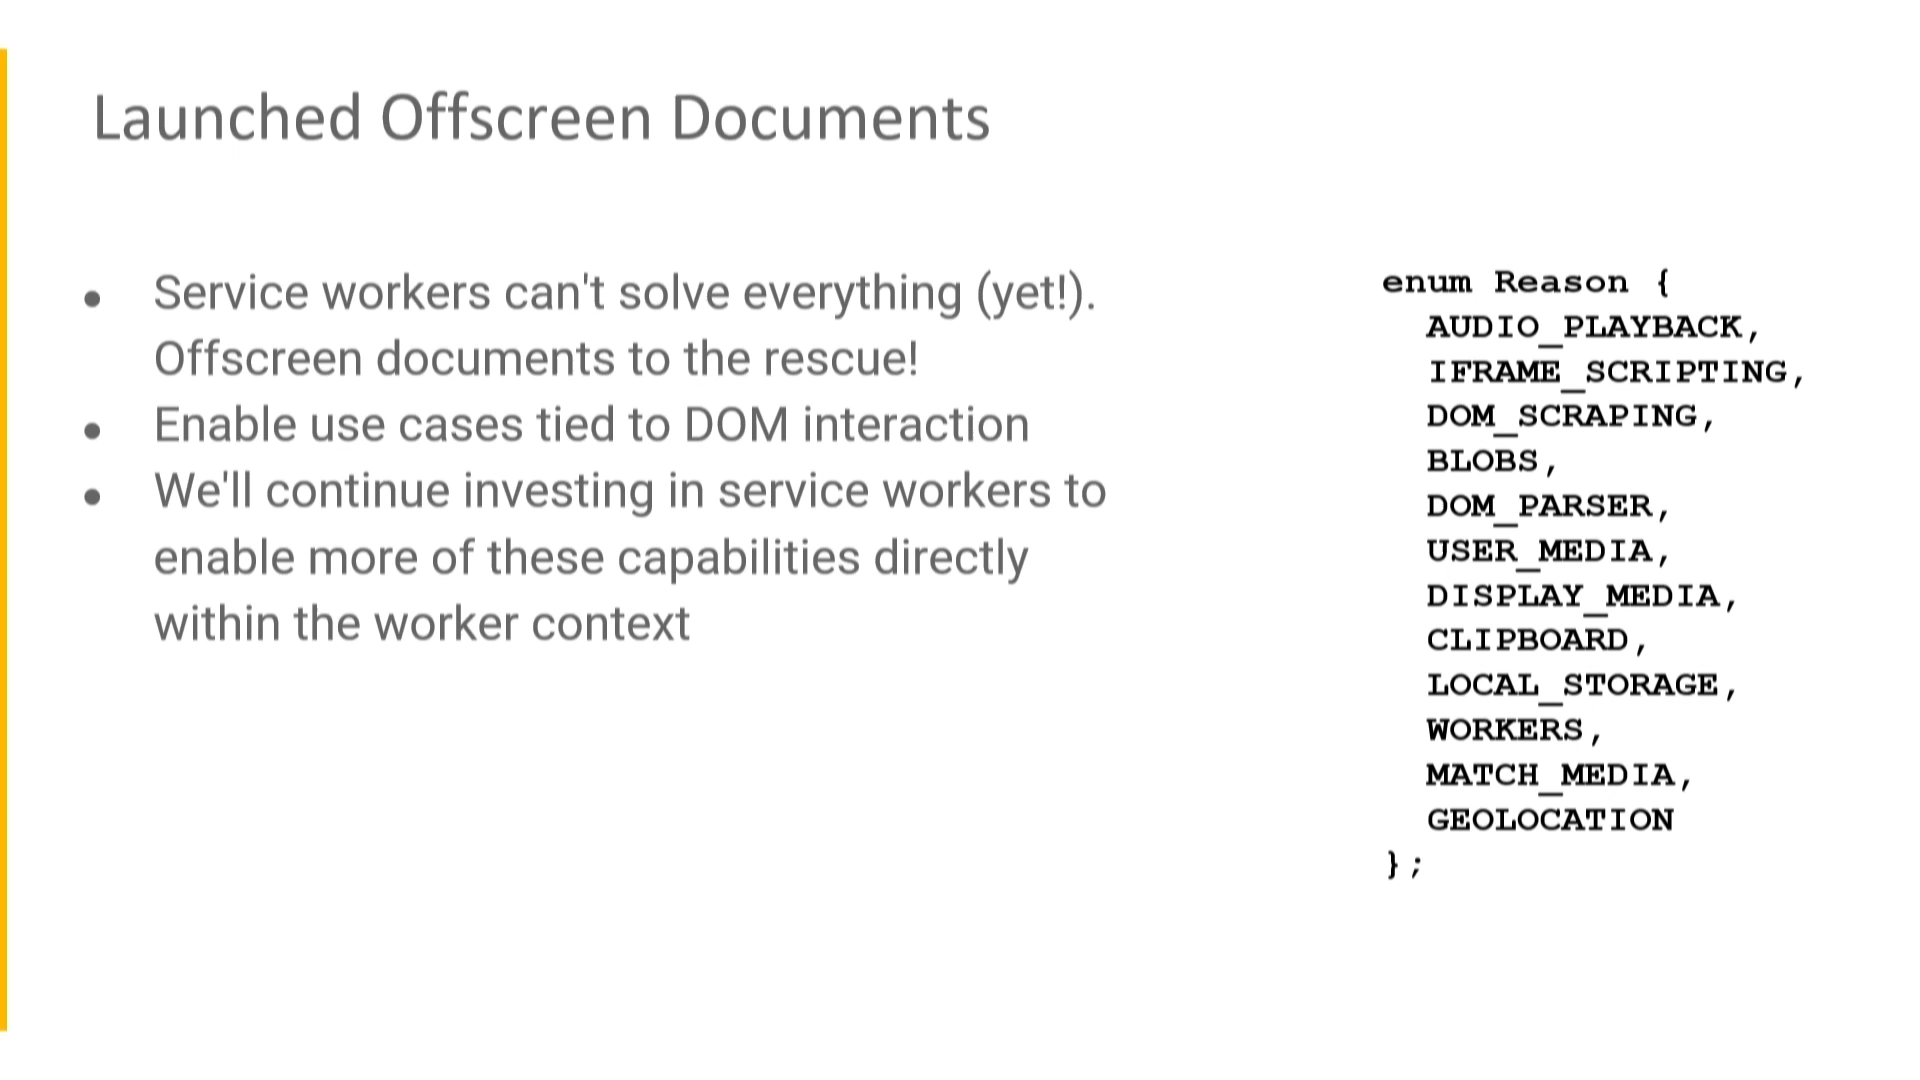 Launched Offscreen Documents
● Service workers can't solve everything (yet!).
Offscreen documents to the rescue!
● Enable use cases tied to DOM interaction
● We'll continue investing in service workers to
enable more of these capabilities directly
within the worker context
enum Reason {
AUDIO_PLAYBACK,
IFRAME_SCRIPTING,
DOM_SCRAPING,
BLOBS,
DOM_PARSER,
USER_MEDIA,
DISPLAY_MEDIA,
CLIPBOARD,
LOCAL_STORAGE,
WORKERS,
MATCH_MEDIA,
GEOLOCATION
};